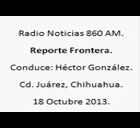 Radio Noticias 860 AM.
Reporte Frontera.
Conduce: Héctor González.
Cd. Juárez, Chihuahua.
18 Octubre 2013.